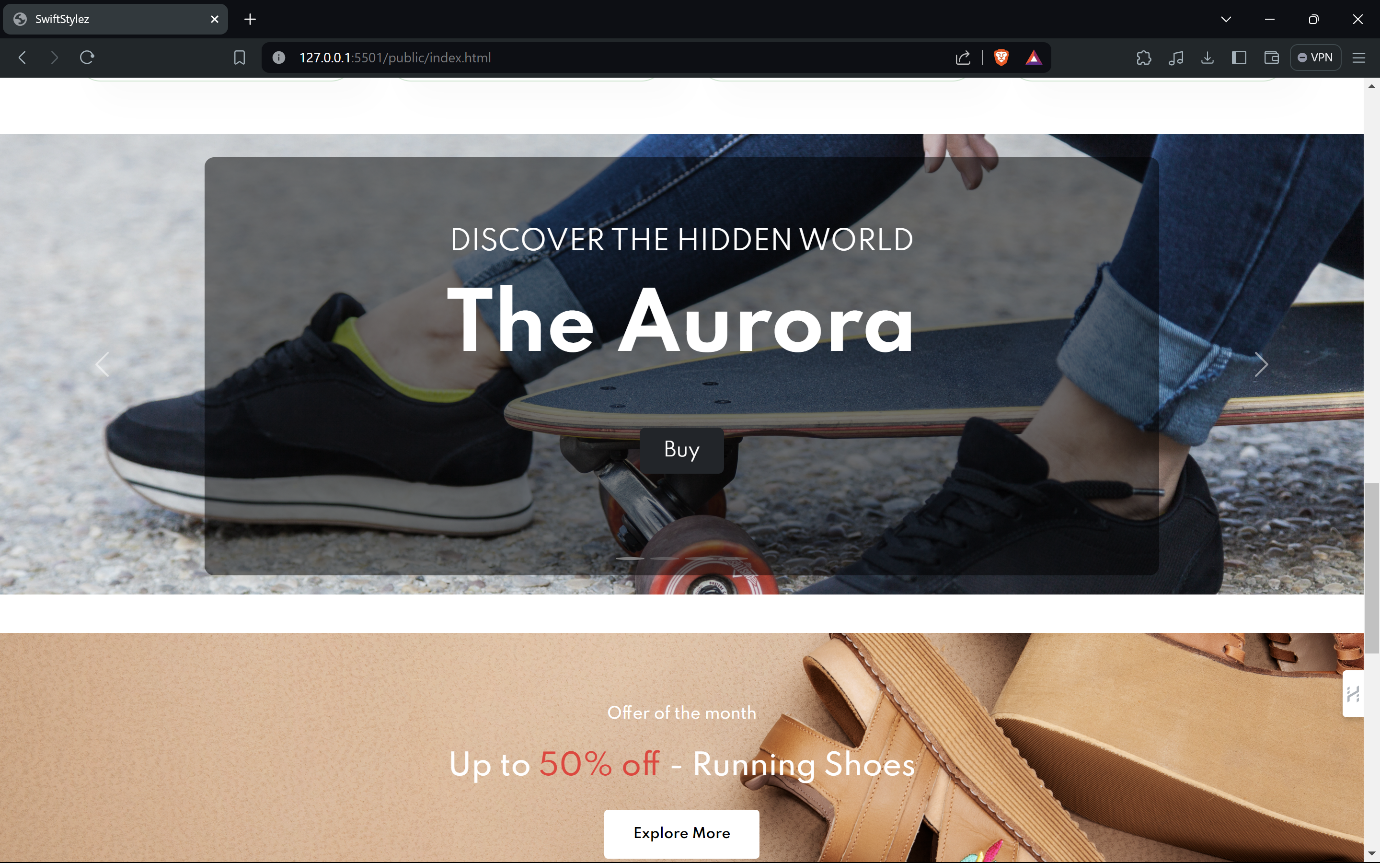 SwiftStylez
127.0.0.1:5501/public/index.html
VPN
DISCOVER THE HIDDEN WORLD
The Aurora
Buy
Offer of the month
Up to 50% off - Running Shoes
Explore More